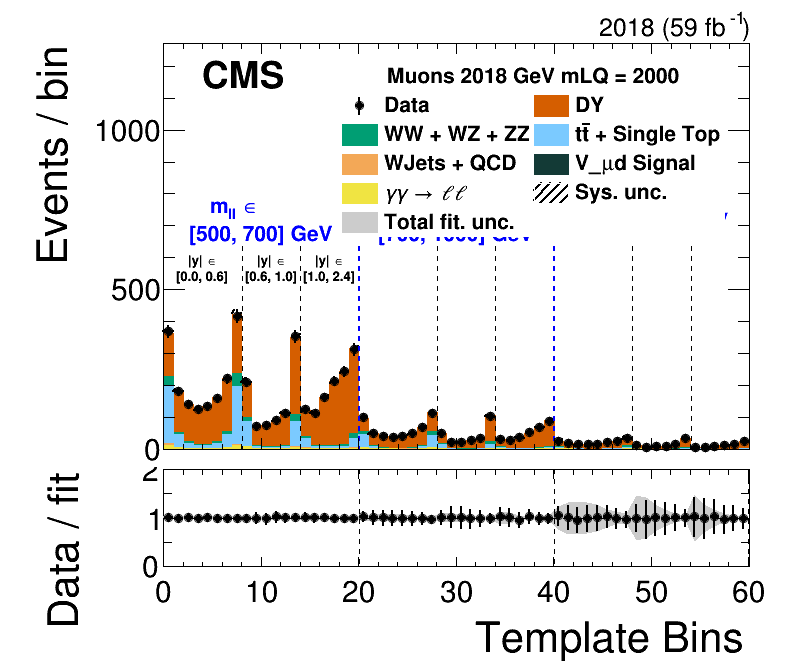 2018 (59 fb⁻¹)
CMS
Muons 2018 GeV mLQ = 2000
Data
DY
WW + WZ + ZZ
tt̄ + Single Top
WJets + QCD
V_μd Signal
γγ → ℓℓ
Sys. unc.
Total fit. unc.
Events / bin
1000
500
0
m_ll ∈
[500, 700] GeV
|y| ∈
[0.0, 0.6]
|y| ∈
[0.6, 1.0]
|y| ∈
[1.0, 2.4]
Data / fit
2
1
0
0 10 20 30 40 50 60
Template Bins